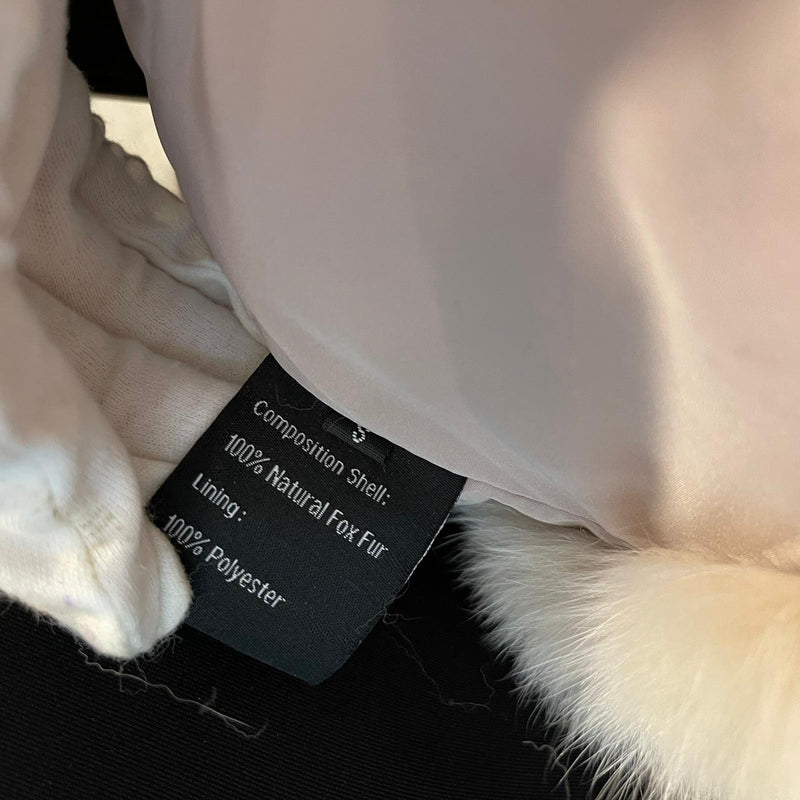 S
Composition Shell:
100% Natural Fox Fur
Lining:
100% Polyester